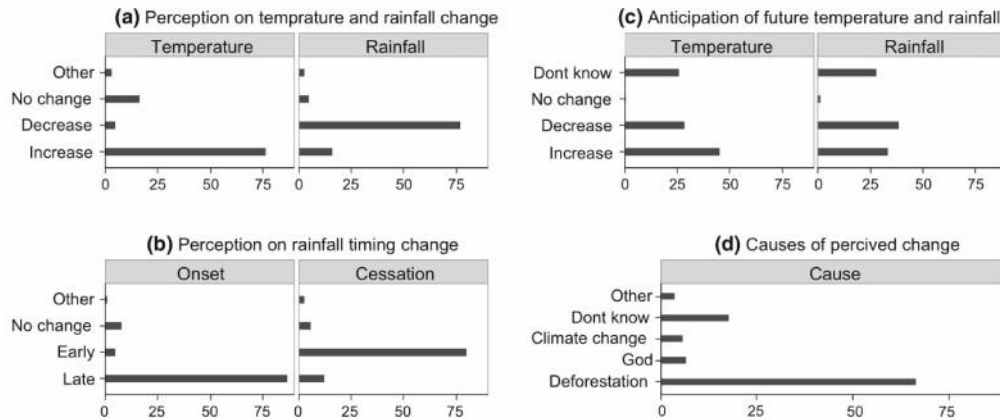 (a) Perception on temprature and rainfall change
Temperature Rainfall
Other
No change
Decrease
Increase
0 25 50 75 0 25 50 75
(c) Anticipation of future temperature and rainfall
Temperature Rainfall
Dont know
No change
Decrease
Increase
0 25 50 75 0 25 50 75
(b) Perception on rainfall timing change
Onset Cessation
Other
No change
Early
Late
0 25 50 75 0 25 50 75
(d) Causes of percived change
Cause
Other
Dont know
Climate change
God
Deforestation
0 25 50 75